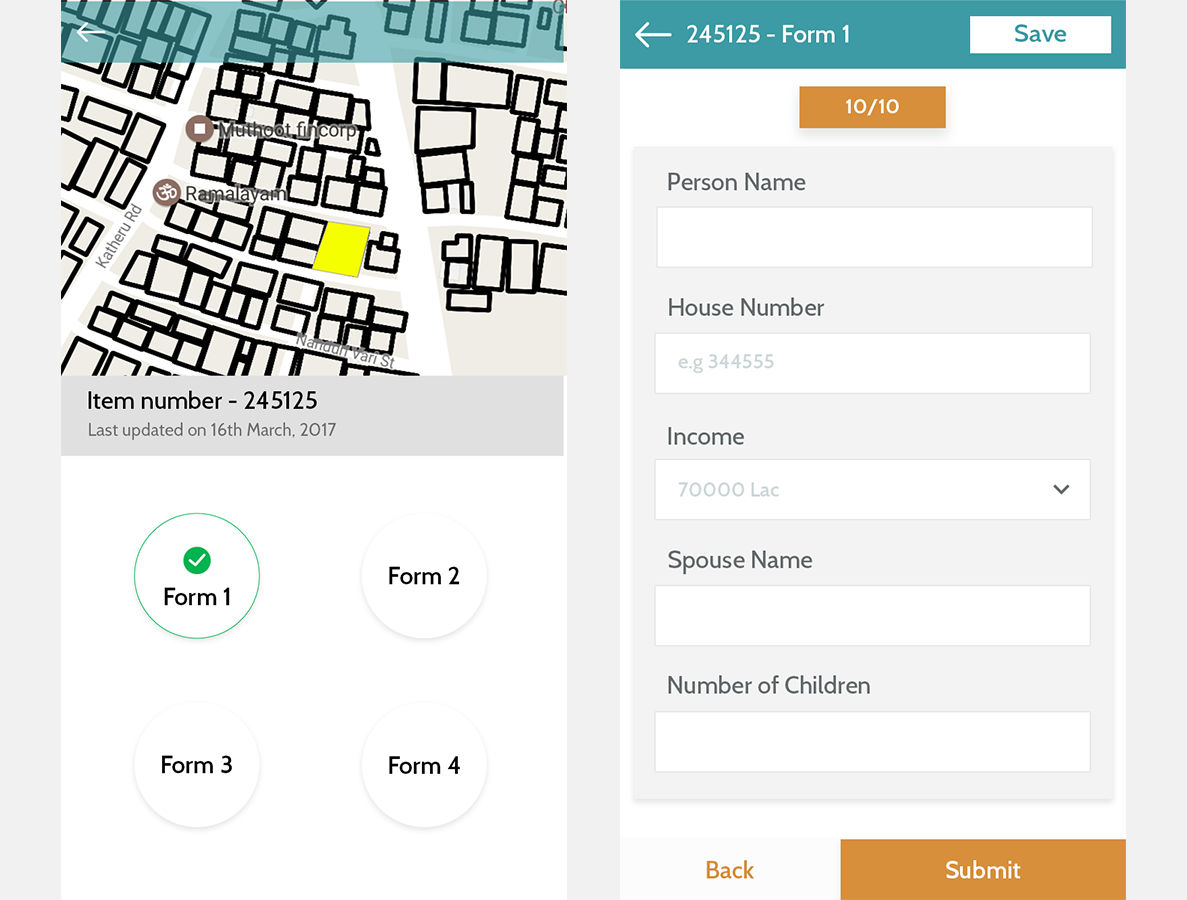 Muthoot fincorp
Ramalayam
Katheru Rd
Nanduri Vari St
Item number - 245125
Last updated on 16th March, 2017
Form 1
Form 2
Form 3
Form 4
245125 - Form 1
Save
10/10
Person Name
House Number
e.g 344555
Income
70000 Lac
Spouse Name
Number of Children
Back
Submit